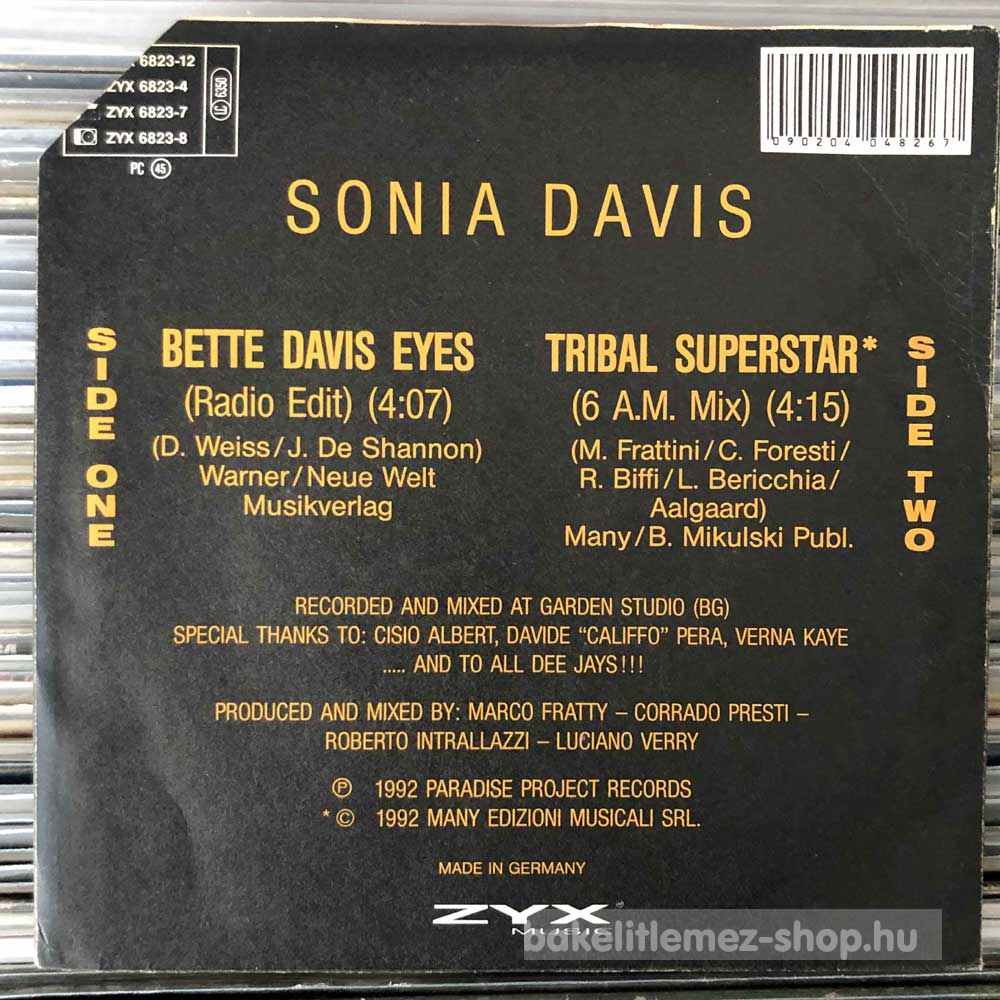 6823-12
ZYX 6823-4
ZYX 6823-7
ZYX 6823-8
LC 6350
PC 45
090204 048267
SONIA DAVIS
SIDE ONE
BETTE DAVIS EYES
(Radio Edit) (4:07)
(D. Weiss/J. De Shannon)
Warner/Neue Welt
Musikverlag
TRIBAL SUPERSTAR*
(6 A.M. Mix) (4:15)
(M. Frattini/C. Foresti/
R. Biffi/L. Bericchia/
Aalgaard)
Many/B. Mikulski Publ.
SIDE TWO
RECORDED AND MIXED AT GARDEN STUDIO (BG)
SPECIAL THANKS TO: CISIO ALBERT, DAVIDE “CALIFFO” PERA, VERNA KAYE
..... AND TO ALL DEE JAYS!!!
PRODUCED AND MIXED BY: MARCO FRATTY – CORRADO PRESTI –
ROBERTO INTRALLAZZI – LUCIANO VERRY
℗ 1992 PARADISE PROJECT RECORDS
* © 1992 MANY EDIZIONI MUSICALI SRL.
MADE IN GERMANY
ZYX
MUSIC
bakelitlemez-shop.hu